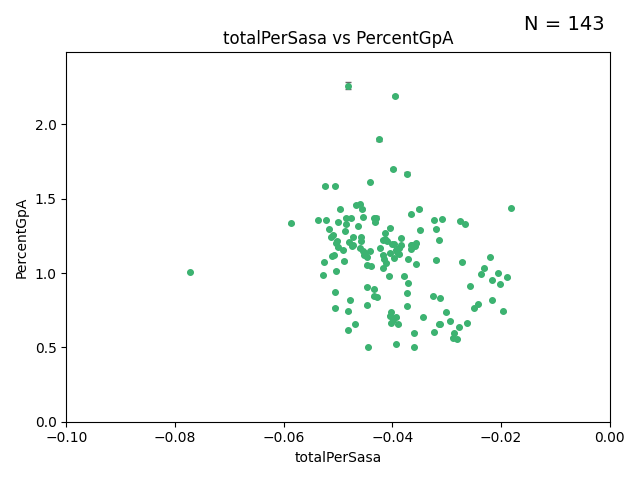 N = 143
totalPerSasa vs PercentGpA
PercentGpA
2.0
1.5
1.0
0.5
0.0
−0.10 −0.08 −0.06 −0.04 −0.02 0.00
totalPerSasa